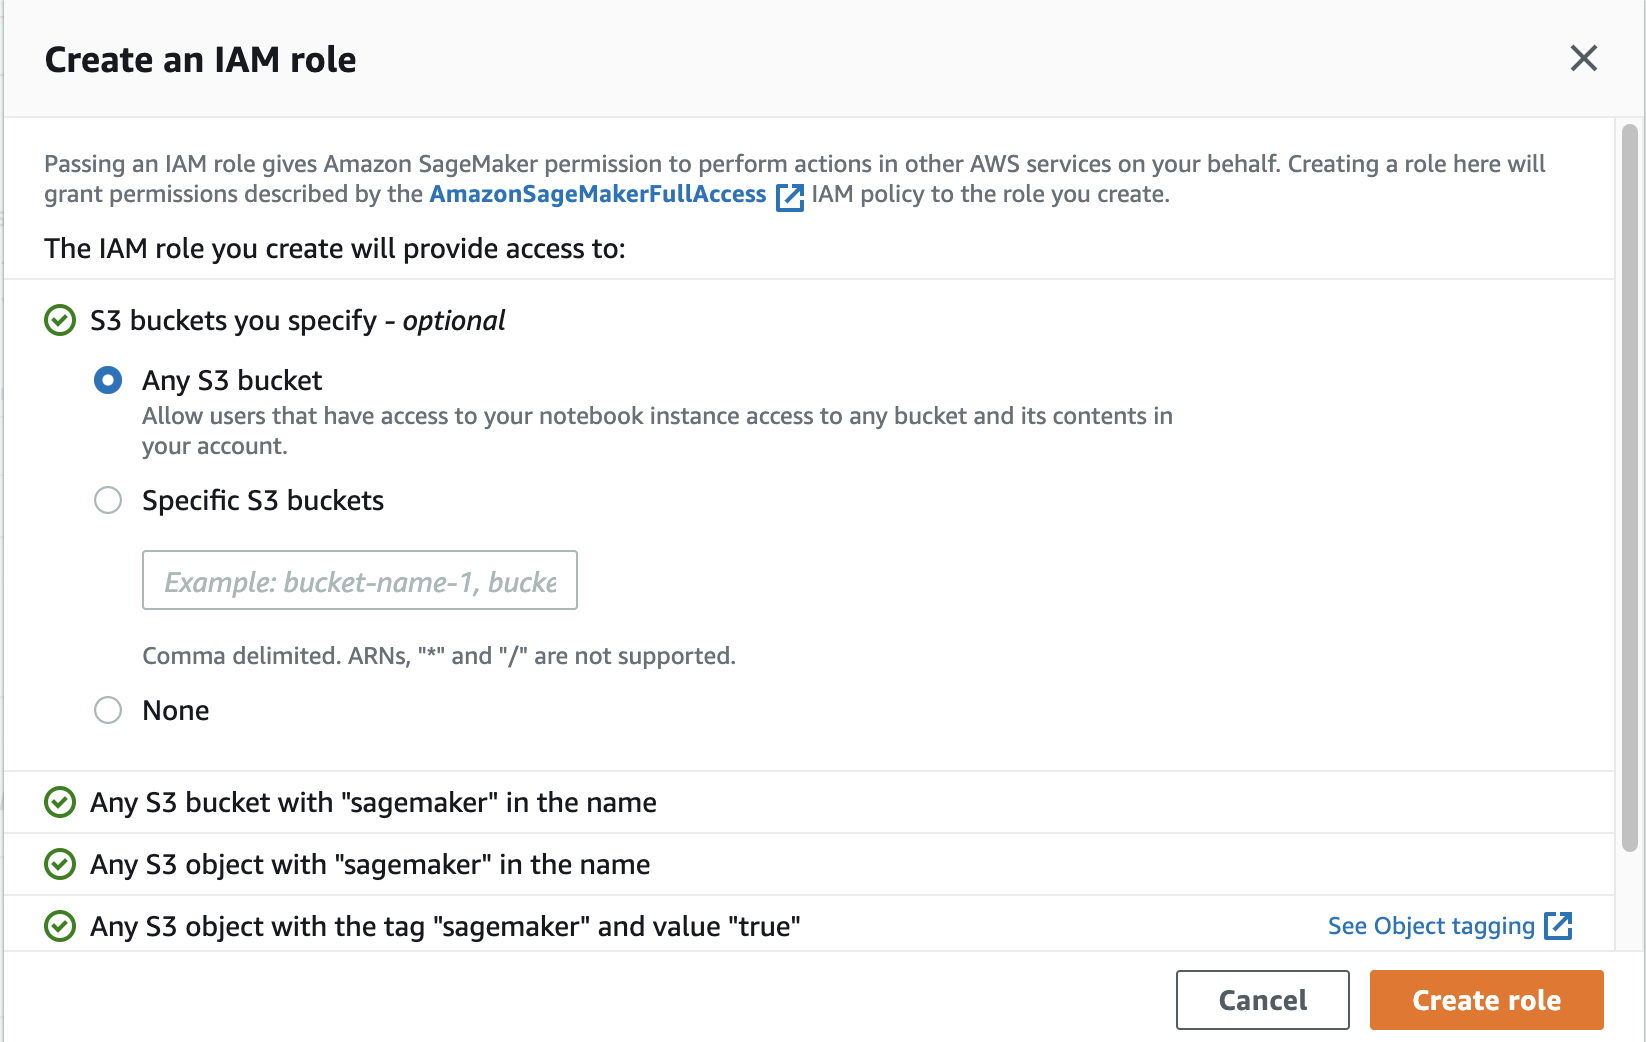 Create an IAM role
Passing an IAM role gives Amazon SageMaker permission to perform actions in other AWS services on your behalf. Creating a role here will
grant permissions described by the AmazonSageMakerFullAccess IAM policy to the role you create.
The IAM role you create will provide access to:
S3 buckets you specify - optional
Any S3 bucket
Allow users that have access to your notebook instance access to any bucket and its contents in
your account.
Specific S3 buckets
Example: bucket-name-1, bucke
Comma delimited. ARNs, "*" and "/" are not supported.
None
Any S3 bucket with "sagemaker" in the name
Any S3 object with "sagemaker" in the name
Any S3 object with the tag "sagemaker" and value "true" See Object tagging
Cancel Create role